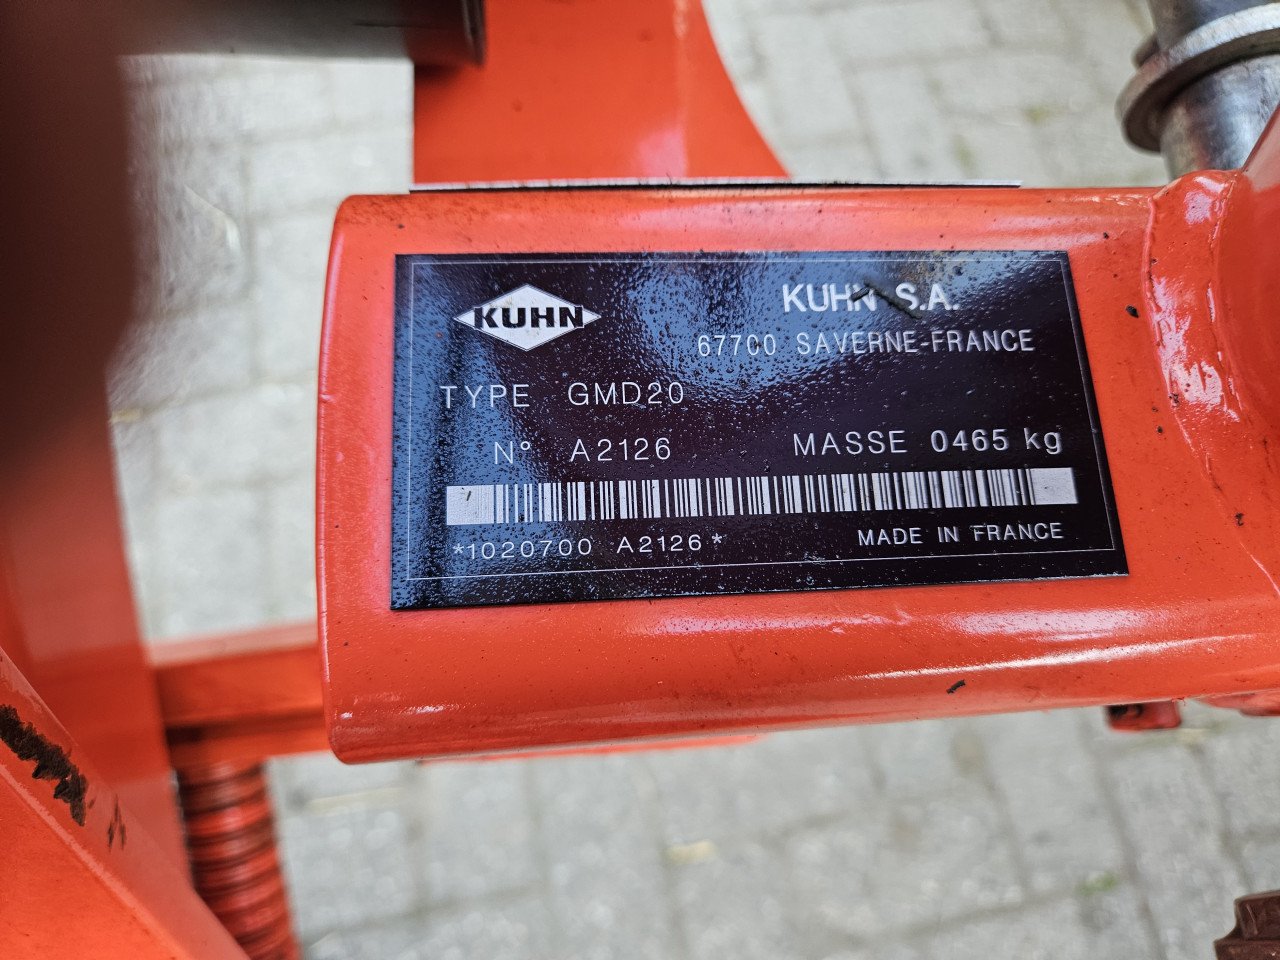 KUHN
KUHN S.A.
67700 SAVERNE-FRANCE
TYPE GMD20
N° A2126
MASSE 0465 kg
*1020700 A2126*
MADE IN FRANCE